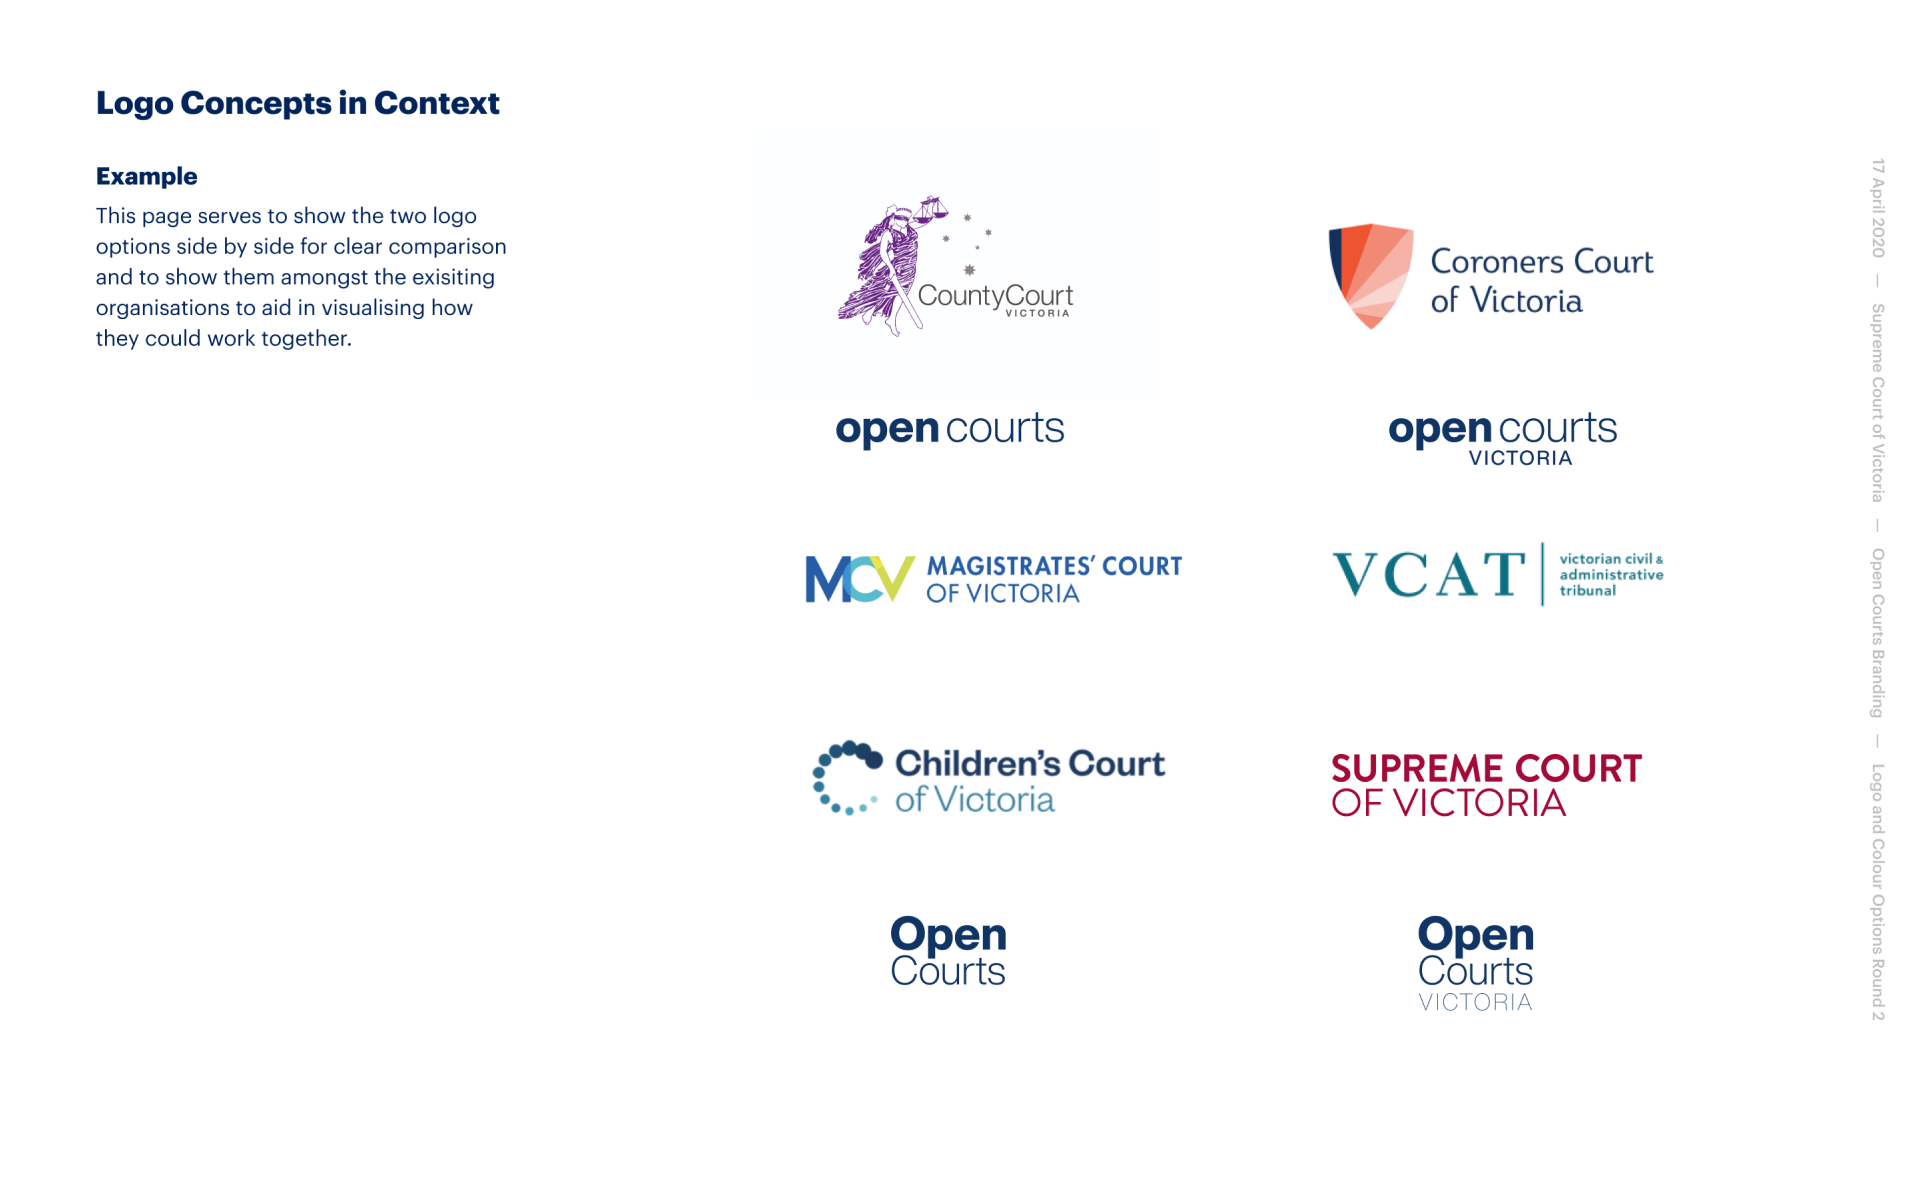 Logo Concepts in Context
Example
This page serves to show the two logo
options side by side for clear comparison
and to show them amongst the exisiting
organisations to aid in visualising how
they could work together.
CountyCourt
VICTORIA
Coroners Court
of Victoria
open courts
open courts
VICTORIA
MCV MAGISTRATES’ COURT
OF VICTORIA
VCAT
victorian civil &
administrative
tribunal
Children’s Court
of Victoria
SUPREME COURT
OF VICTORIA
Open
Courts
Open
Courts
VICTORIA
17 April 2020 — Supreme Court of Victoria — Open Courts Branding — Logo and Colour Options Round 2